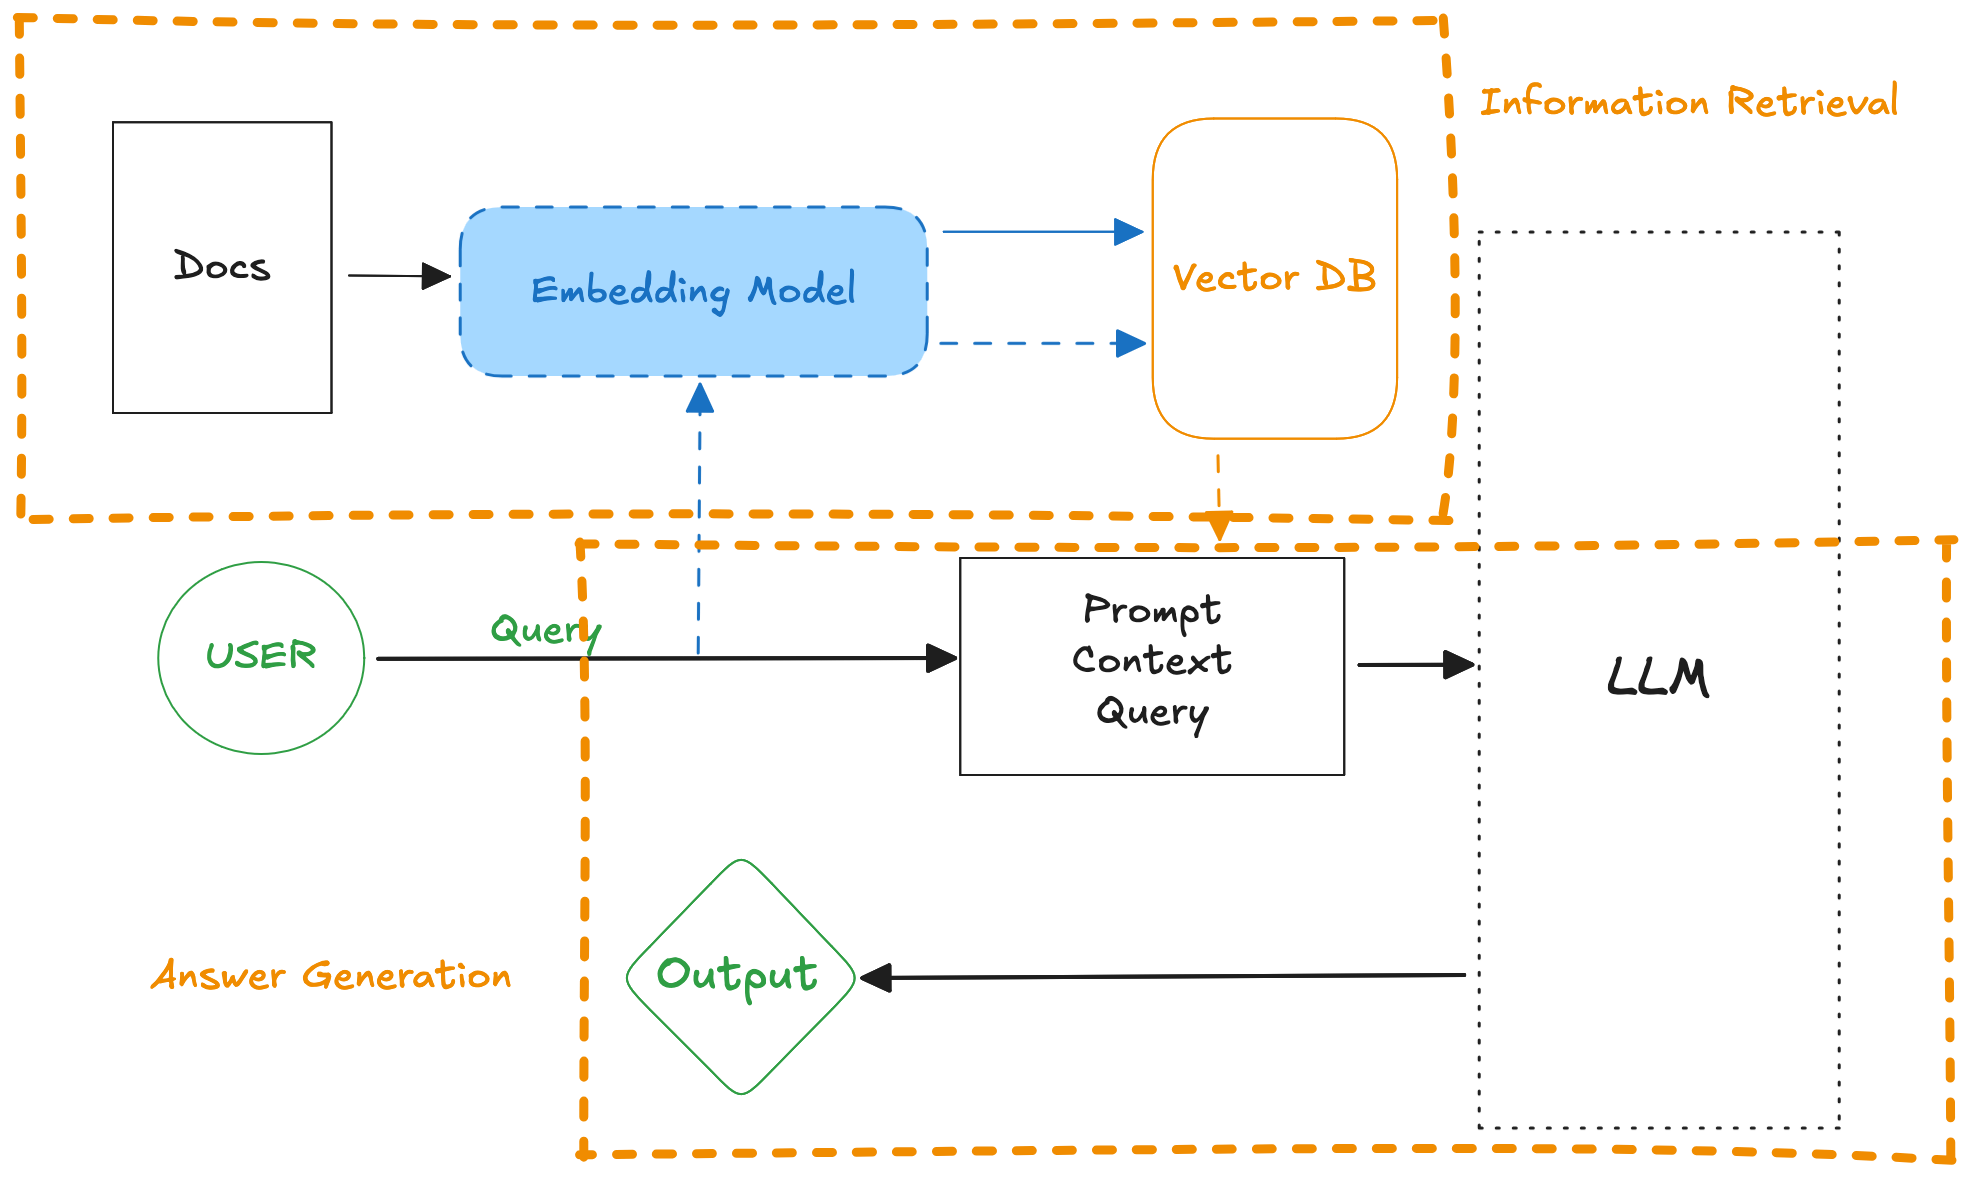 Information Retrieval
Docs
Embedding Model
Vector DB
USER
Query
Prompt
Context
Query
LLM
Answer Generation
Output